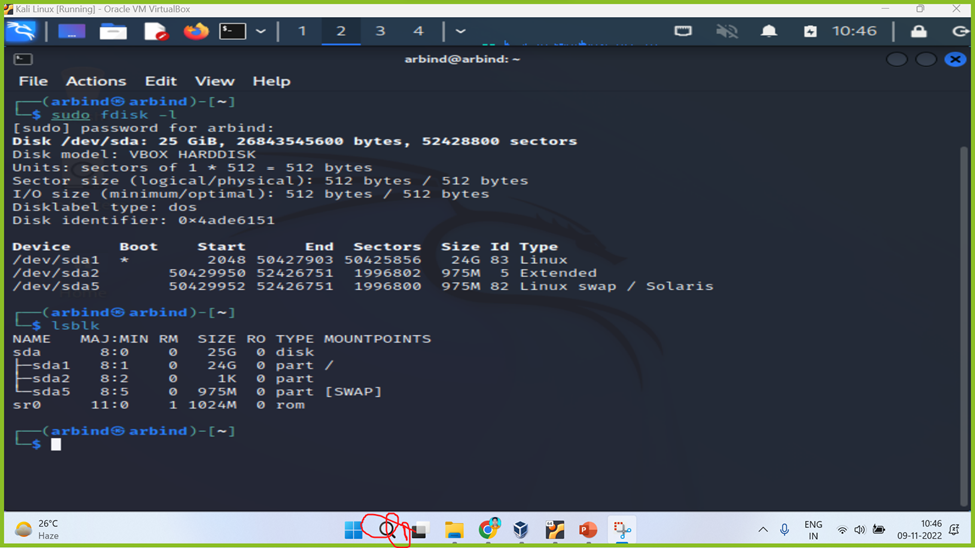 Kali Linux [Running] - Oracle VM VirtualBox
1 2 3 4 10:46
arbind@arbind: ~
File Actions Edit View Help
┌──(arbind㉿arbind)-[~]
└─$ sudo fdisk -l
[sudo] password for arbind:
Disk /dev/sda: 25 GiB, 26843545600 bytes, 52428800 sectors
Disk model: VBOX HARDDISK
Units: sectors of 1 * 512 = 512 bytes
Sector size (logical/physical): 512 bytes / 512 bytes
I/O size (minimum/optimal): 512 bytes / 512 bytes
Disklabel type: dos
Disk identifier: 0×4ade6151
Device Boot Start End Sectors Size Id Type
/dev/sda1 * 2048 50427903 50425856 24G 83 Linux
/dev/sda2 50429950 52426751 1996802 975M 5 Extended
/dev/sda5 50429952 52426751 1996800 975M 82 Linux swap / Solaris
┌──(arbind㉿arbind)-[~]
└─$ lsblk
NAME MAJ:MIN RM SIZE RO TYPE MOUNTPOINTS
sda 8:0 0 25G 0 disk
├─sda1 8:1 0 24G 0 part /
├─sda2 8:2 0 1K 0 part
└─sda5 8:5 0 975M 0 part [SWAP]
sr0 11:0 1 1024M 0 rom
┌──(arbind㉿arbind)-[~]
└─$
26°C
Haze
ENG
IN
10:46
09-11-2022